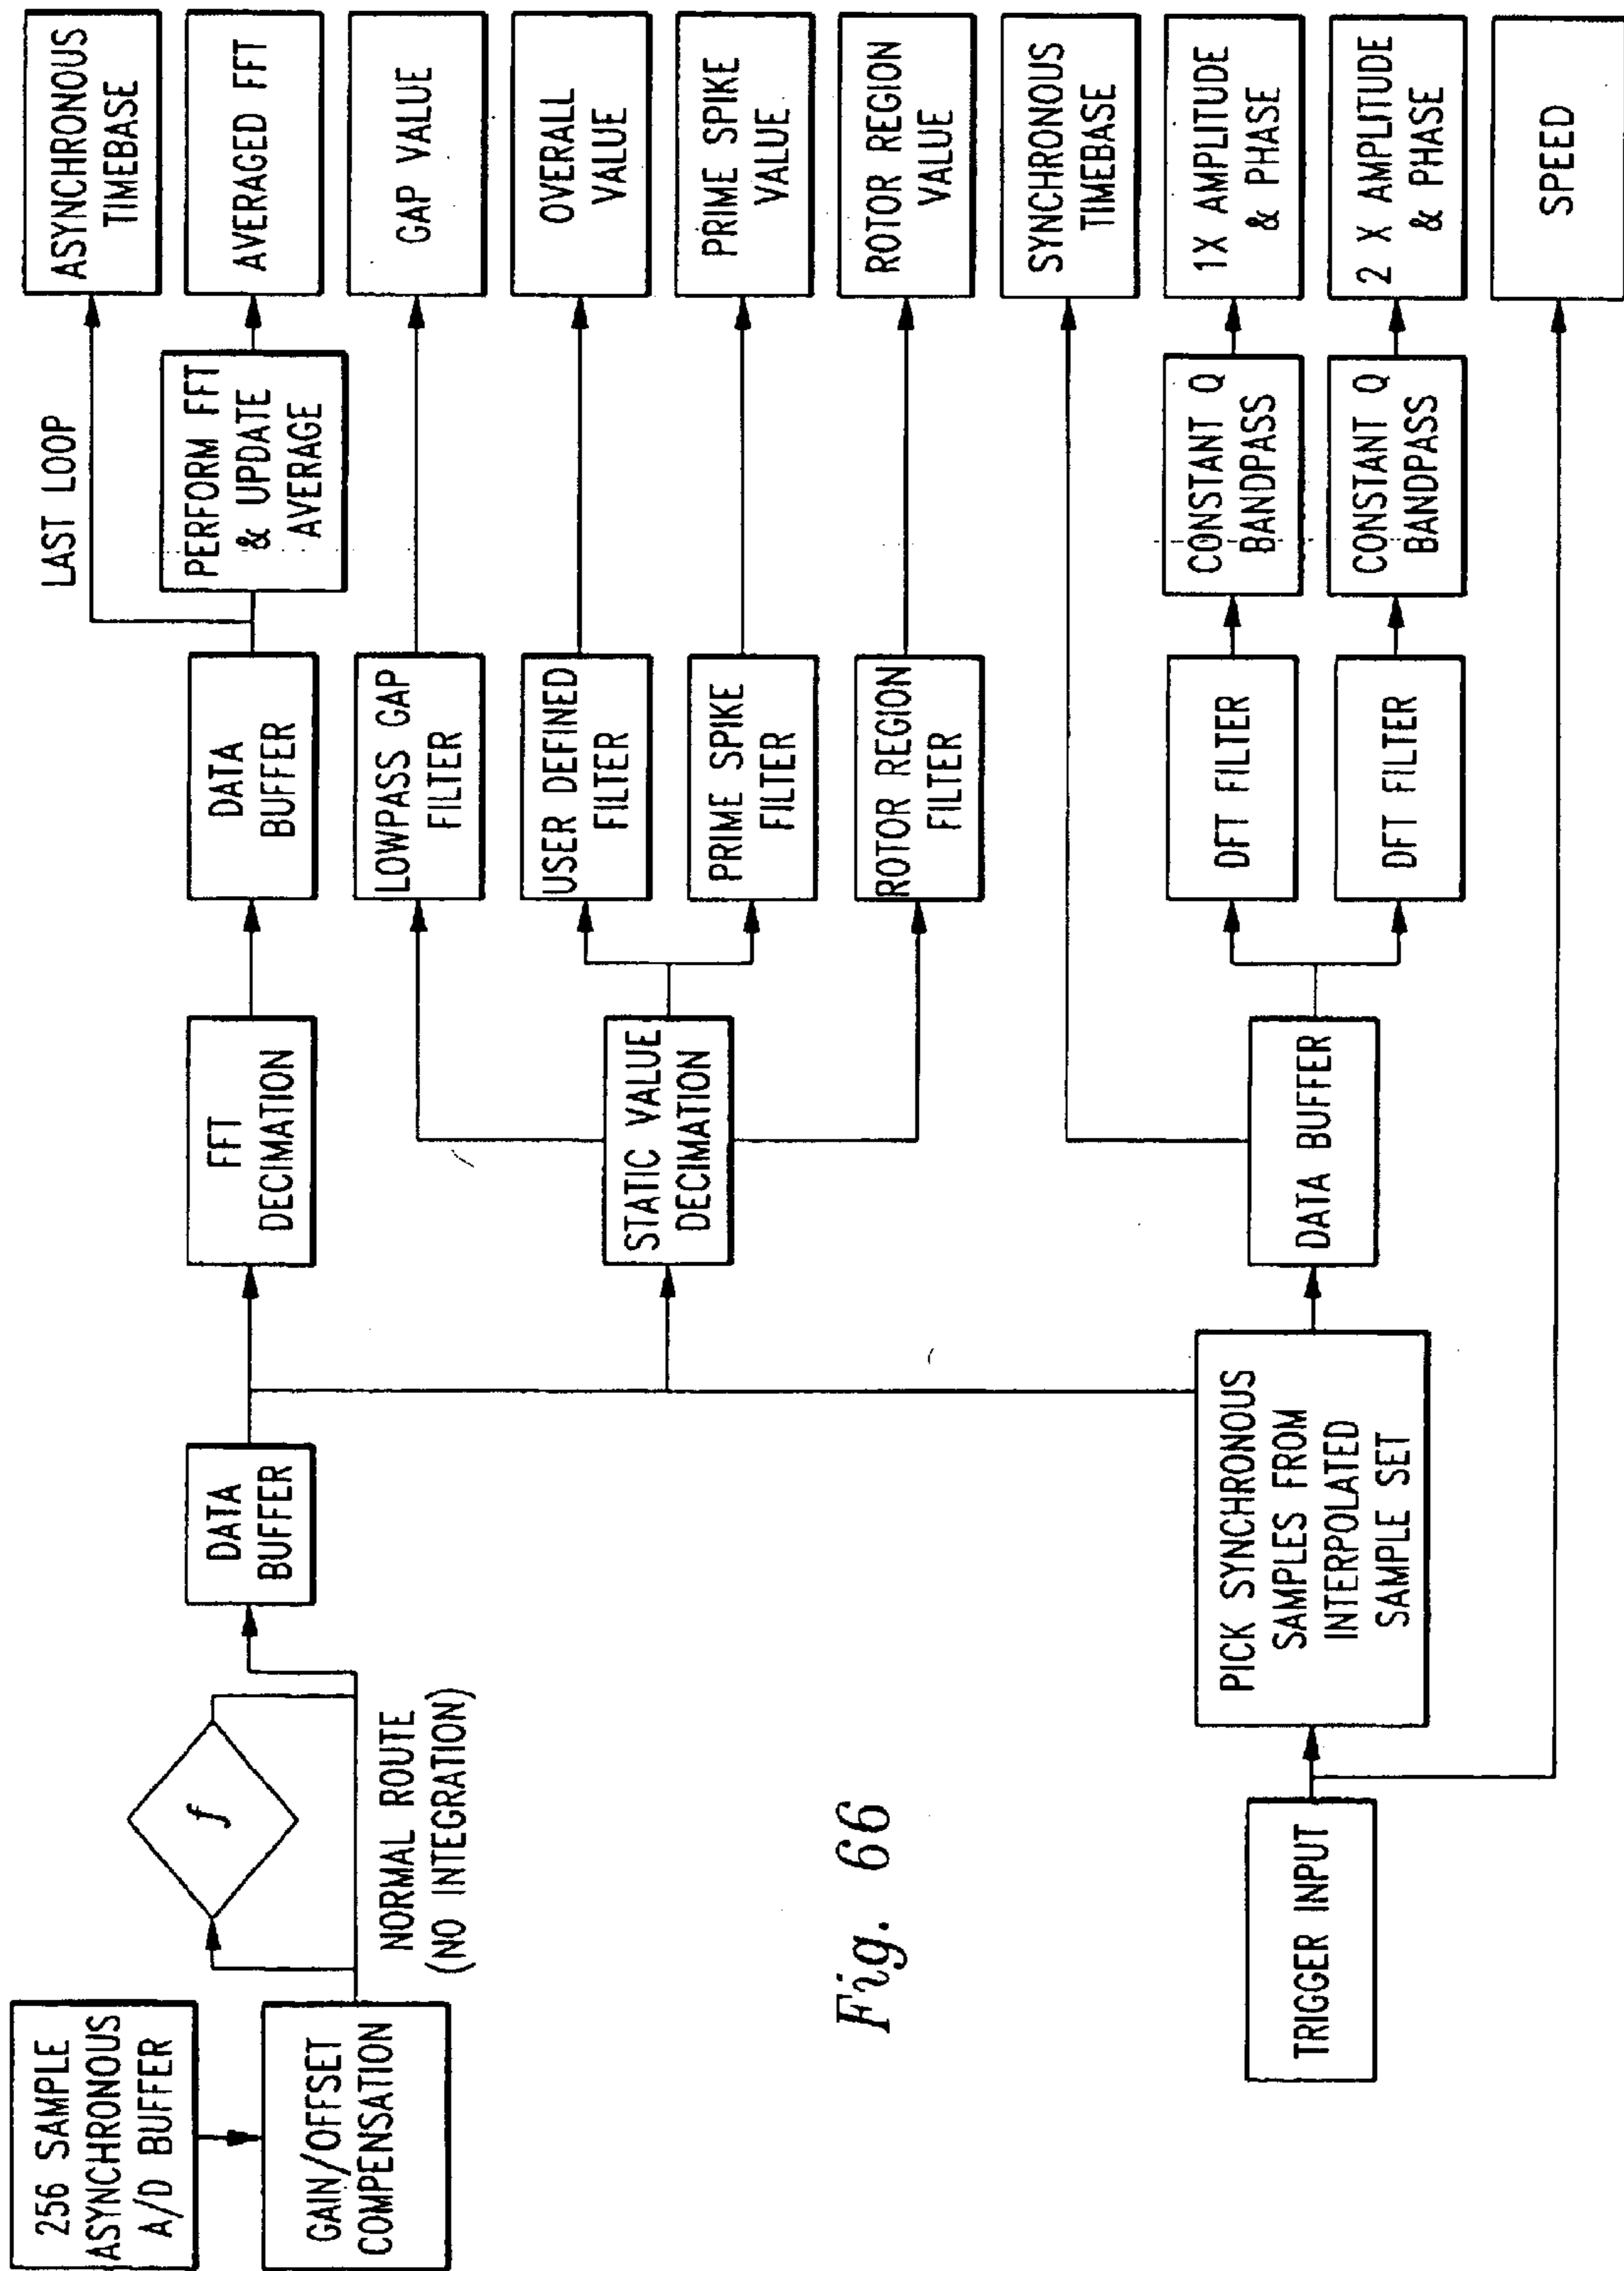 256 SAMPLE
ASYNCHRONOUS
A/D BUFFER
GAIN/OFFSET
COMPENSATION
f
NORMAL ROUTE
(NO INTEGRATION)
DATA
BUFFER
FFT
DECIMATION
DATA
BUFFER
LAST LOOP
PERFORM FFT
& UPDATE
AVERAGE
ASYNCHRONOUS
TIMEBASE
AVERAGED FFT
STATIC VALUE
DECIMATION
LOWPASS GAP
FILTER
GAP VALUE
USER DEFINED
FILTER
OVERALL
VALUE
PRIME SPIKE
FILTER
PRIME SPIKE
VALUE
ROTOR REGION
FILTER
ROTOR REGION
VALUE
TRIGGER INPUT
PICK SYNCHRONOUS
SAMPLES FROM
INTERPOLATED
SAMPLE SET
DATA BUFFER
SYNCHRONOUS
TIMEBASE
DFT FILTER
CONSTANT Q
BANDPASS
1X AMPLITUDE
& PHASE
DFT FILTER
CONSTANT Q
BANDPASS
2 X AMPLITUDE
& PHASE
SPEED
Fig. 66